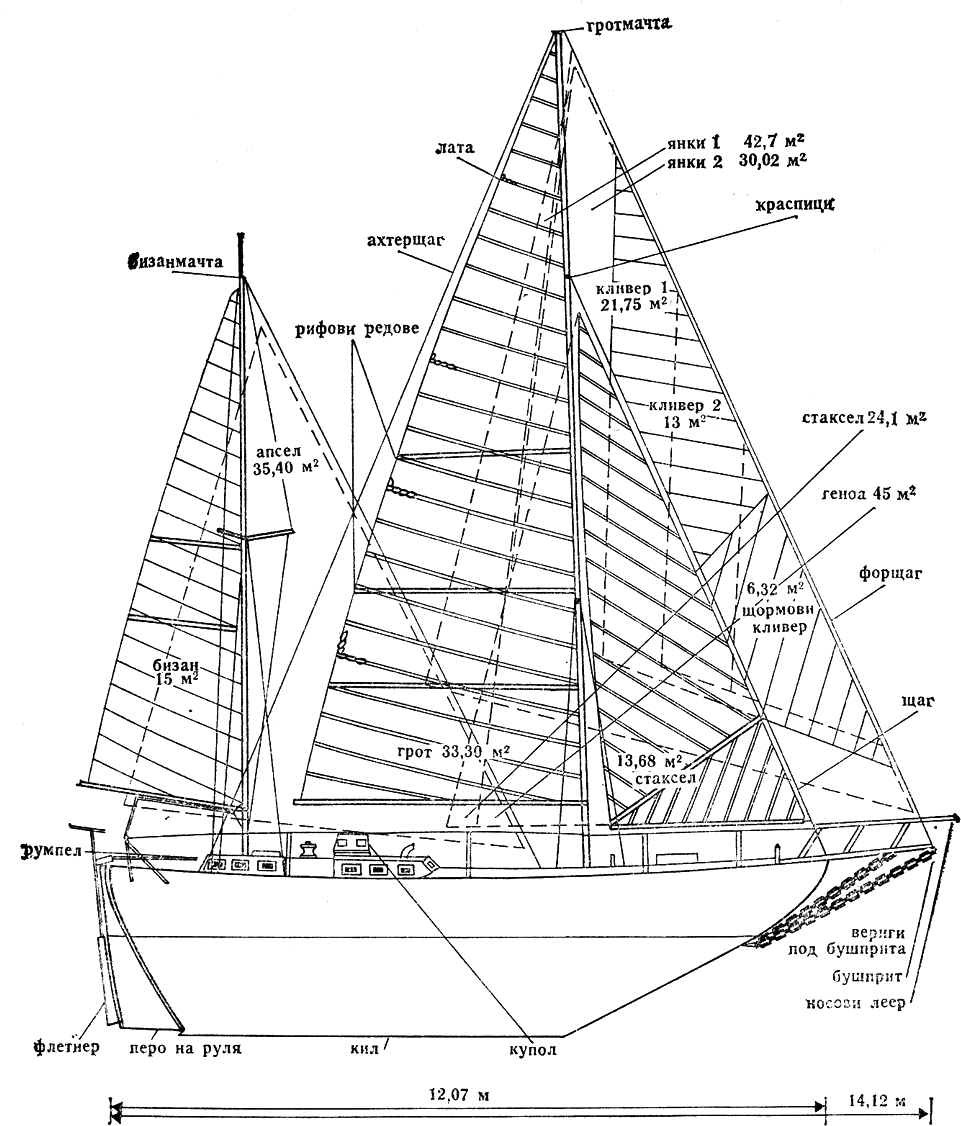 гротмачта
янки 1 42,7 м²
янки 2 30,02 м²
лата
краспици
ахтерщаг
бизанмачта
кливер 1
21,75 м²
рифови редове
кливер 2
13 м²
стаксел 24,1 м²
апсел
35,40 м²
геноа 45 м²
форщаг
6,32 м²
щормови
кливер
бизан
15 м²
щаг
грот 33,30 м²
13,68 м²
стаксел
румпел
вериги
под бушприта
бушприт
носови леер
флетнер
перо на руля
кил
купол
12,07 м
14,12 м